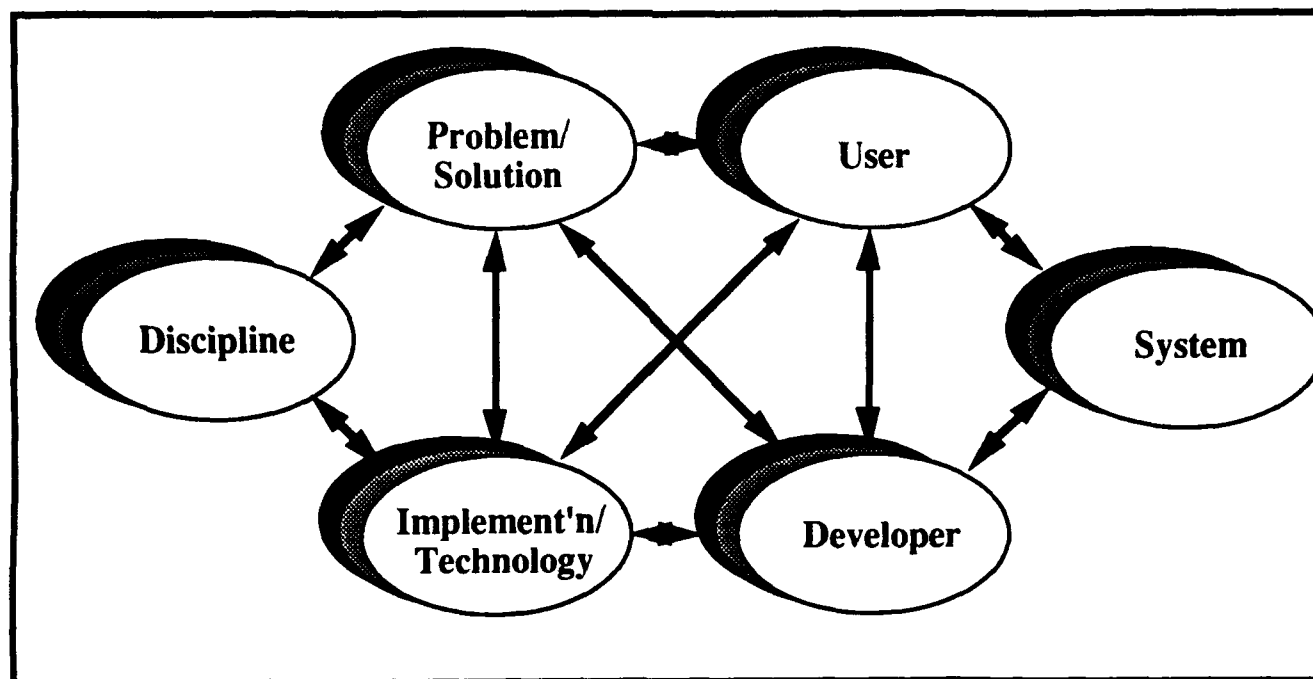 Problem/
Solution
User
Discipline
System
Implement'n/
Technology
Developer